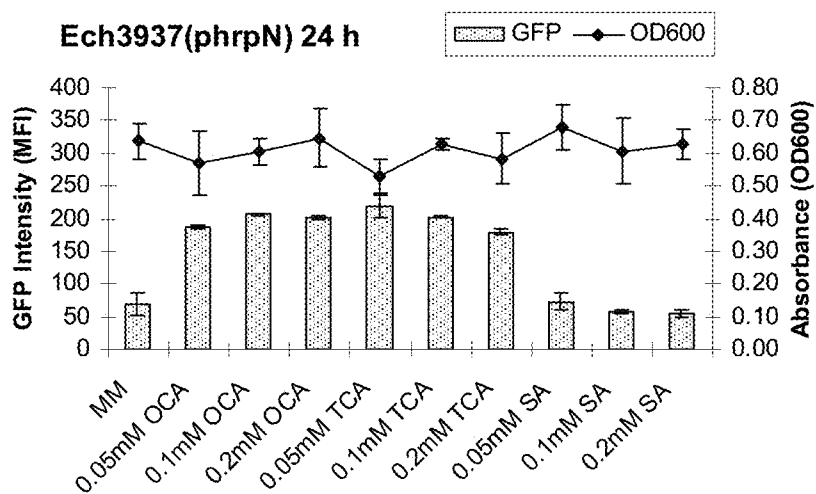 Ech3937(phrpN) 24 h
GFP
OD600
GFP Intensity (MFI)
400
350
300
250
200
150
100
50
0
Absorbance (OD600)
0.80
0.70
0.60
0.50
0.40
0.30
0.20
0.10
0.00
MM
0.05mM OCA
0.1mM OCA
0.2mM OCA
0.05mM TCA
0.1mM TCA
0.2mM TCA
0.05mM SA
0.1mM SA
0.2mM SA